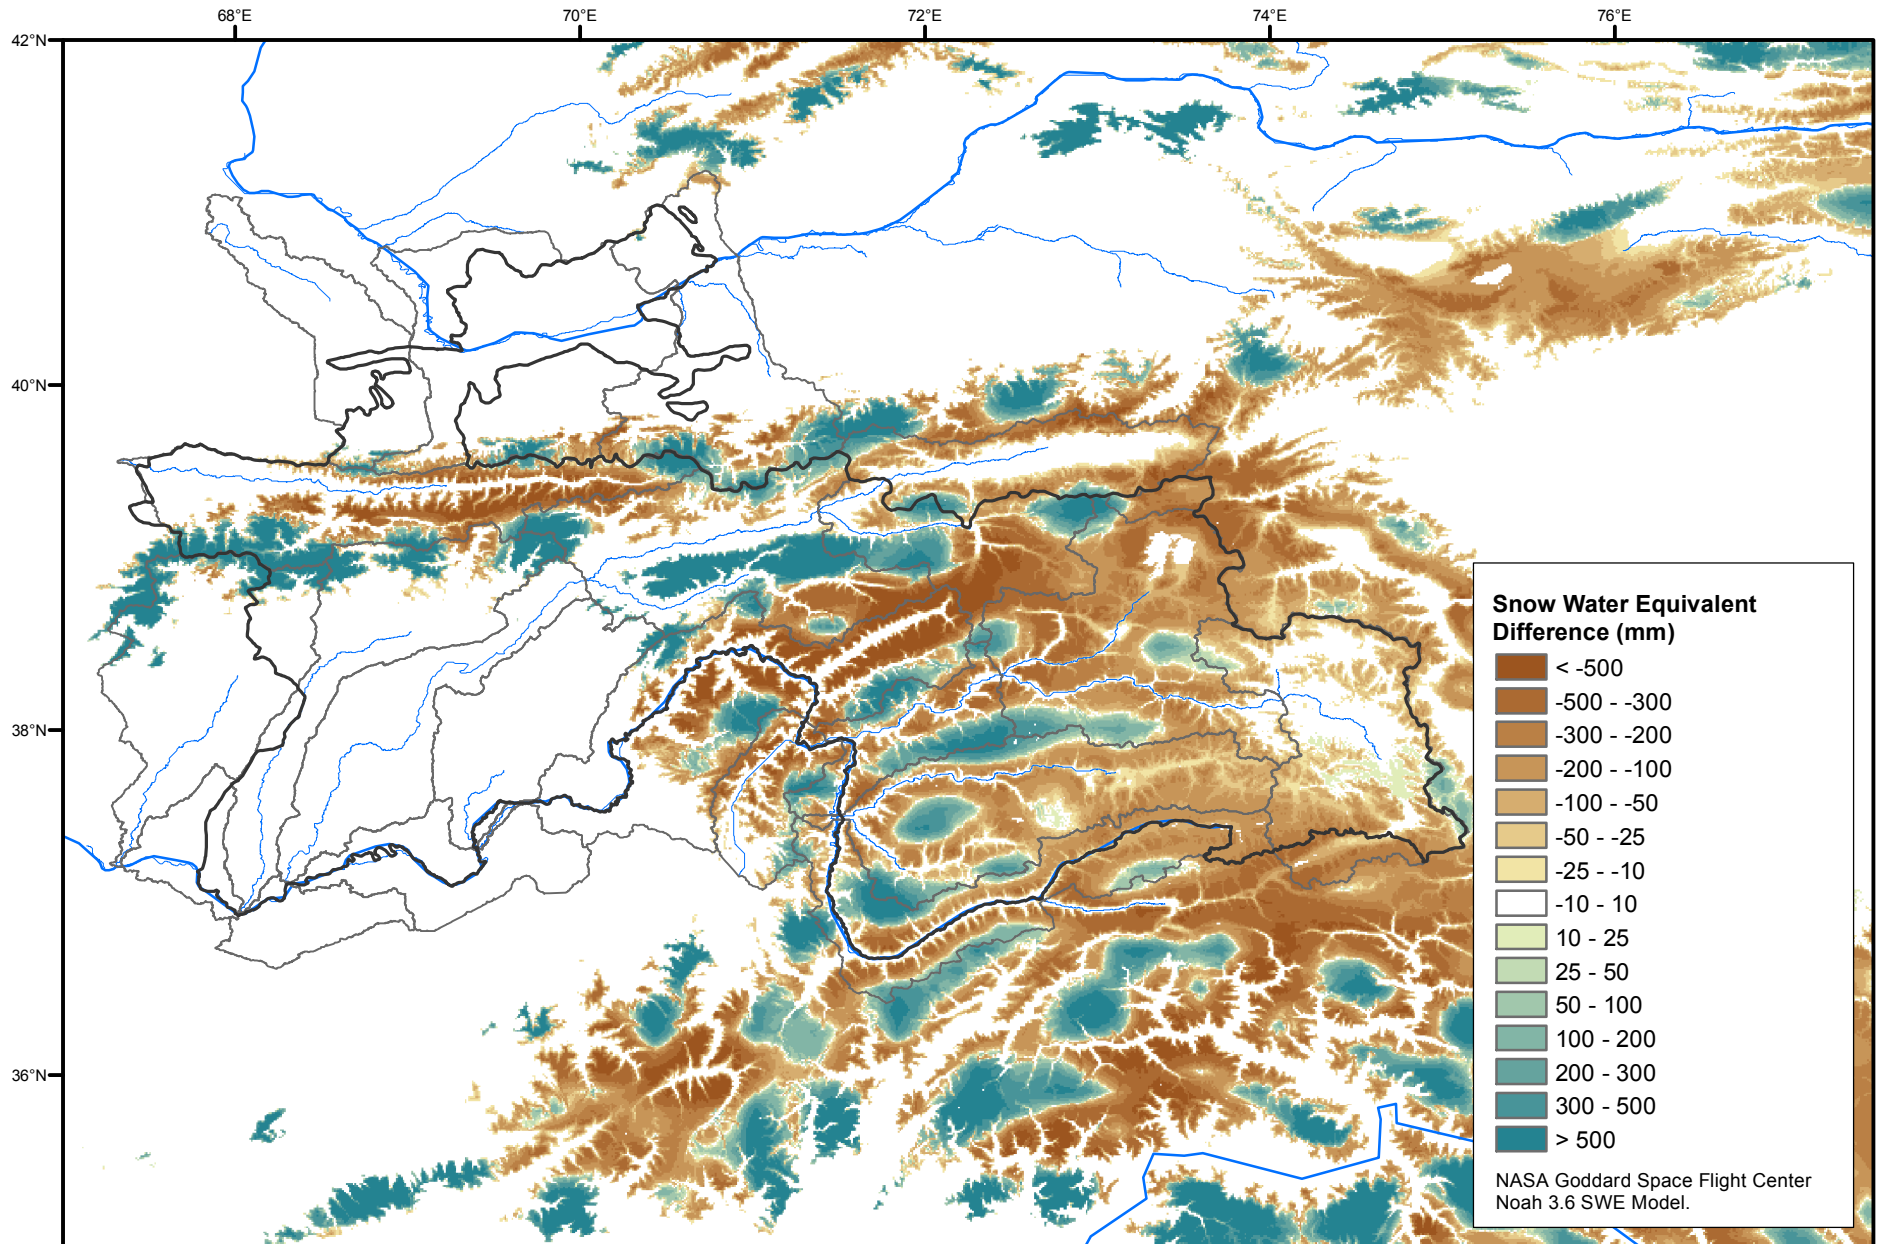 68°E
70°E
72°E
74°E
76°E
42°N
40°N
38°N
36°N
Snow Water Equivalent
Difference (mm)
< -500
-500 - -300
-300 - -200
-200 - -100
-100 - -50
-50 - -25
-25 - -10
-10 - 10
10 - 25
25 - 50
50 - 100
100 - 200
200 - 300
300 - 500
> 500
NASA Goddard Space Flight Center
Noah 3.6 SWE Model.